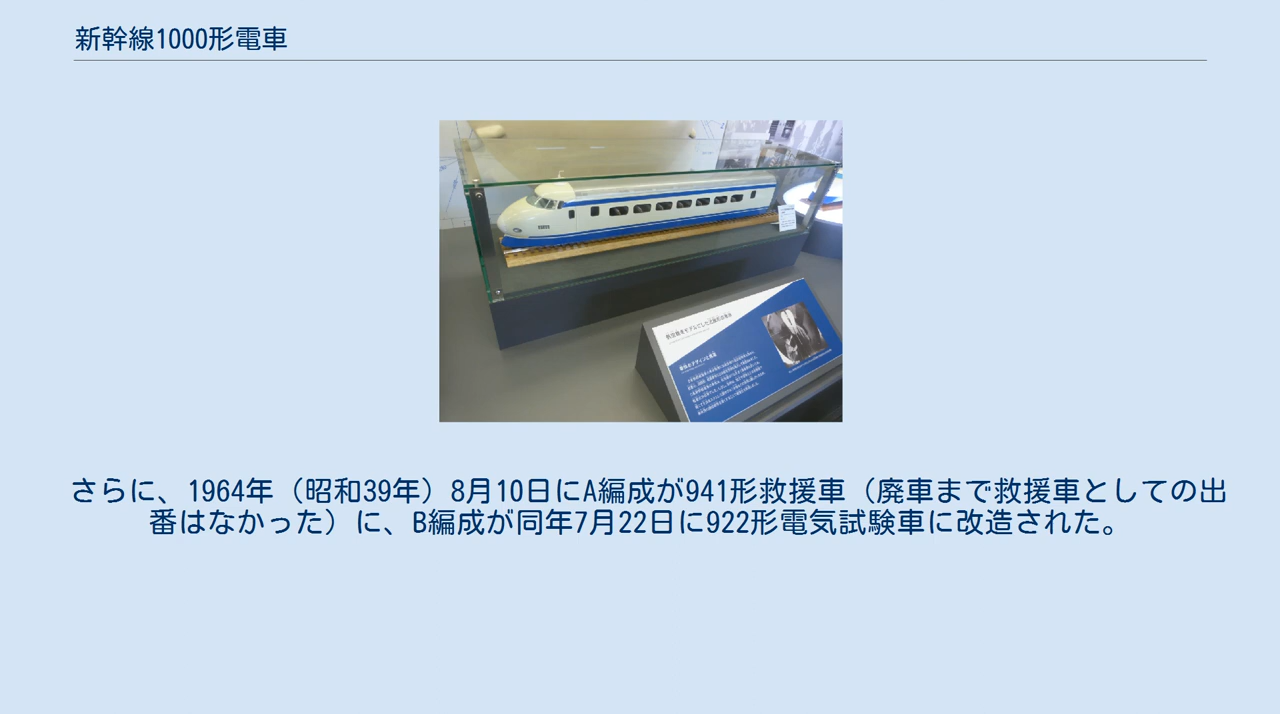 新幹線1000形電車
さらに、1964年（昭和39年）8月10日にA編成が941形救援車（廃車まで救援車としての出
番はなかった）に、B編成が同年7月22日に922形電気試験車に改造された。